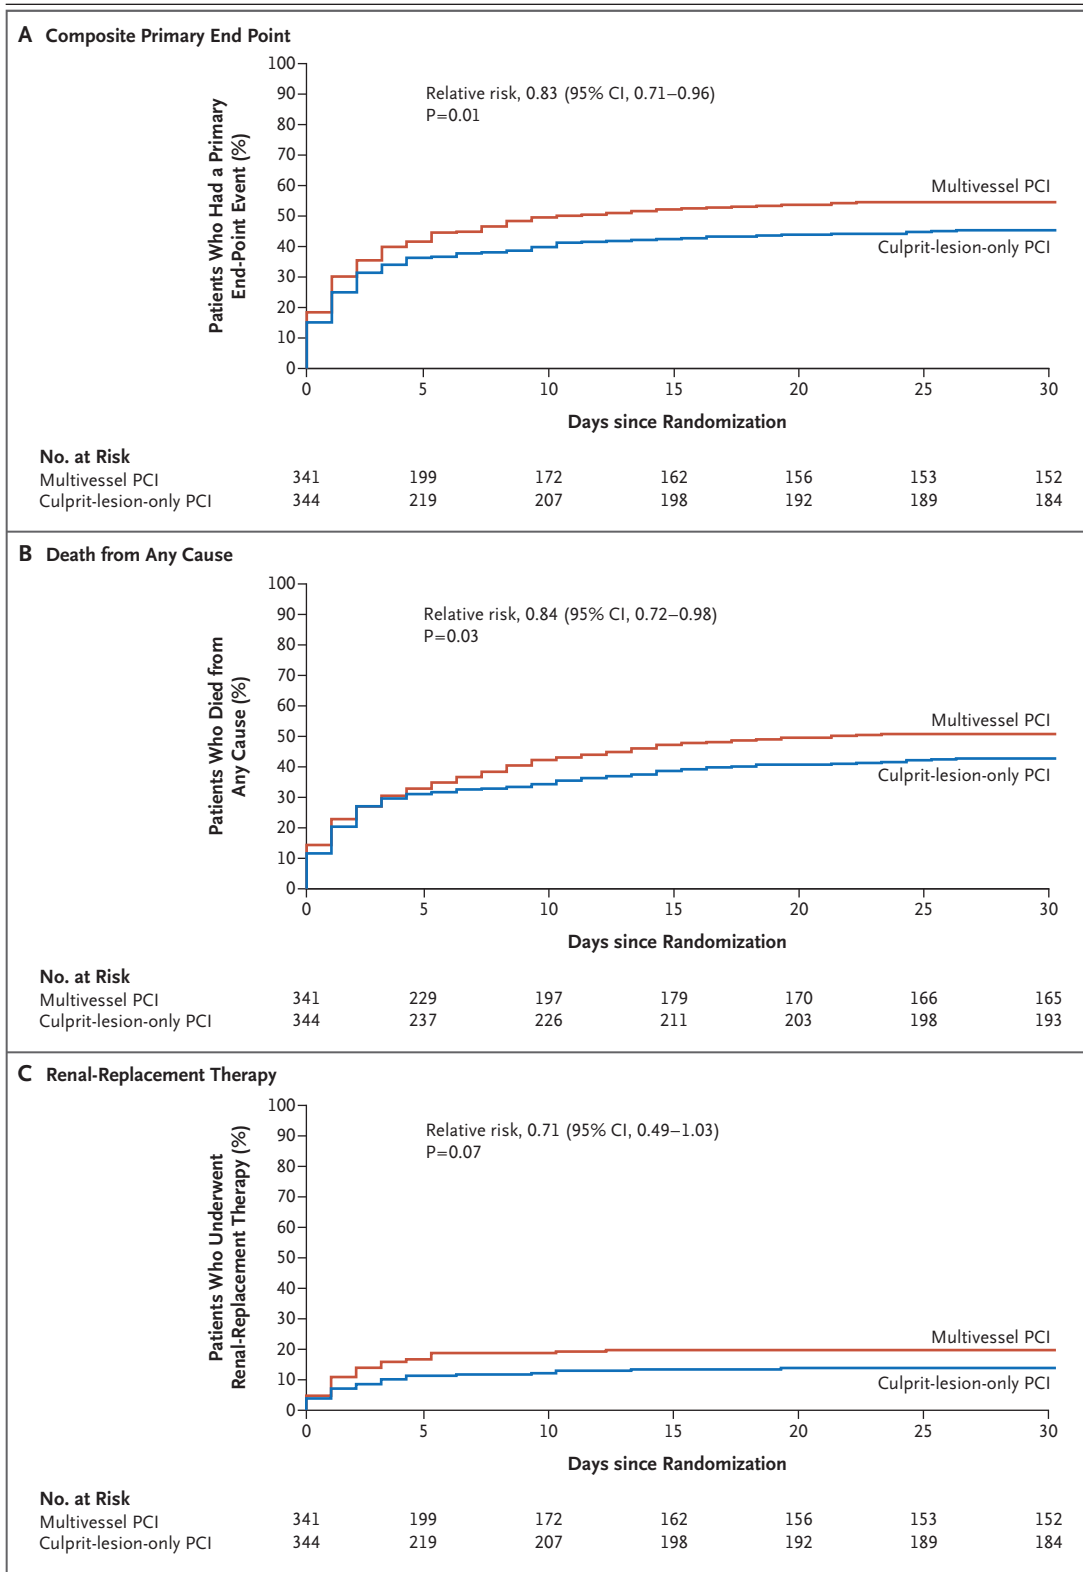 A Composite Primary End Point
Patients Who Had a Primary
End-Point Event (%)
100
90
80
70
60
50
40
30
20
10
0
Relative risk, 0.83 (95% CI, 0.71–0.96)
P=0.01
Multivessel PCI
Culprit-lesion-only PCI
0 5 10 15 20 25 30
Days since Randomization
No. at Risk
Multivessel PCI 341 199 172 162 156 153 152
Culprit-lesion-only PCI 344 219 207 198 192 189 184
B Death from Any Cause
Patients Who Died from
Any Cause (%)
100
90
80
70
60
50
40
30
20
10
0
Relative risk, 0.84 (95% CI, 0.72–0.98)
P=0.03
Multivessel PCI
Culprit-lesion-only PCI
0 5 10 15 20 25 30
Days since Randomization
No. at Risk
Multivessel PCI 341 229 197 179 170 166 165
Culprit-lesion-only PCI 344 237 226 211 203 198 193
C Renal-Replacement Therapy
Patients Who Underwent
Renal-Replacement Therapy (%)
100
90
80
70
60
50
40
30
20
10
0
Relative risk, 0.71 (95% CI, 0.49–1.03)
P=0.07
Multivessel PCI
Culprit-lesion-only PCI
0 5 10 15 20 25 30
Days since Randomization
No. at Risk
Multivessel PCI 341 199 172 162 156 153 152
Culprit-lesion-only PCI 344 219 207 198 192 189 184